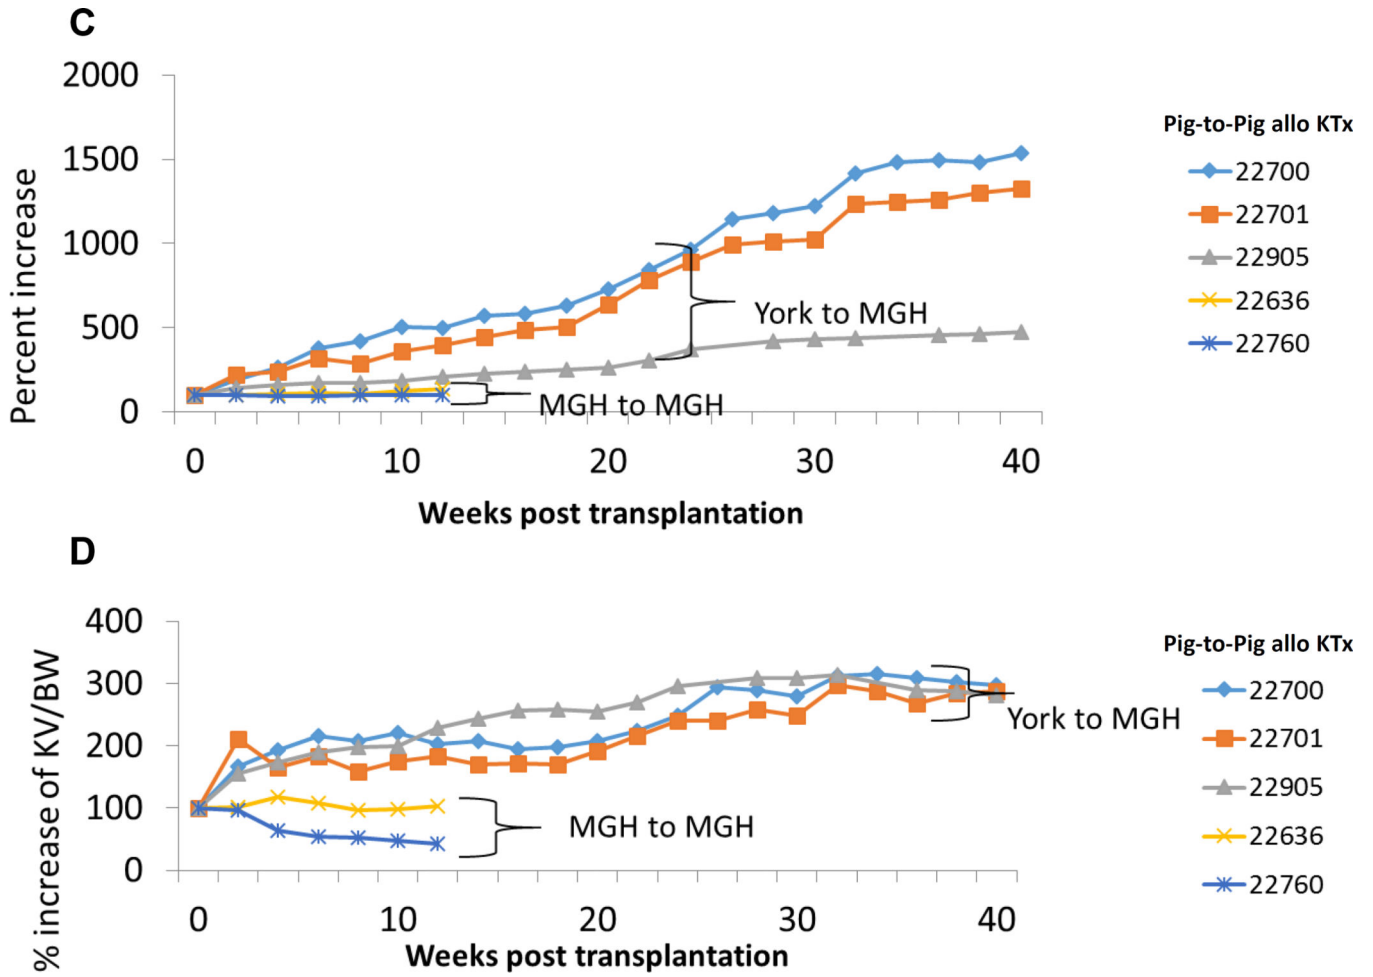 C
2000
1500
1000
500
0
Percent increase
0 10 20 30 40
Weeks post transplantation
York to MGH
MGH to MGH
Pig-to-Pig allo KTx
22700
22701
22905
22636
22760
D
400
300
200
100
0
% increase of KV/BW
0 10 20 30 40
Weeks post transplantation
York to MGH
MGH to MGH
Pig-to-Pig allo KTx
22700
22701
22905
22636
22760